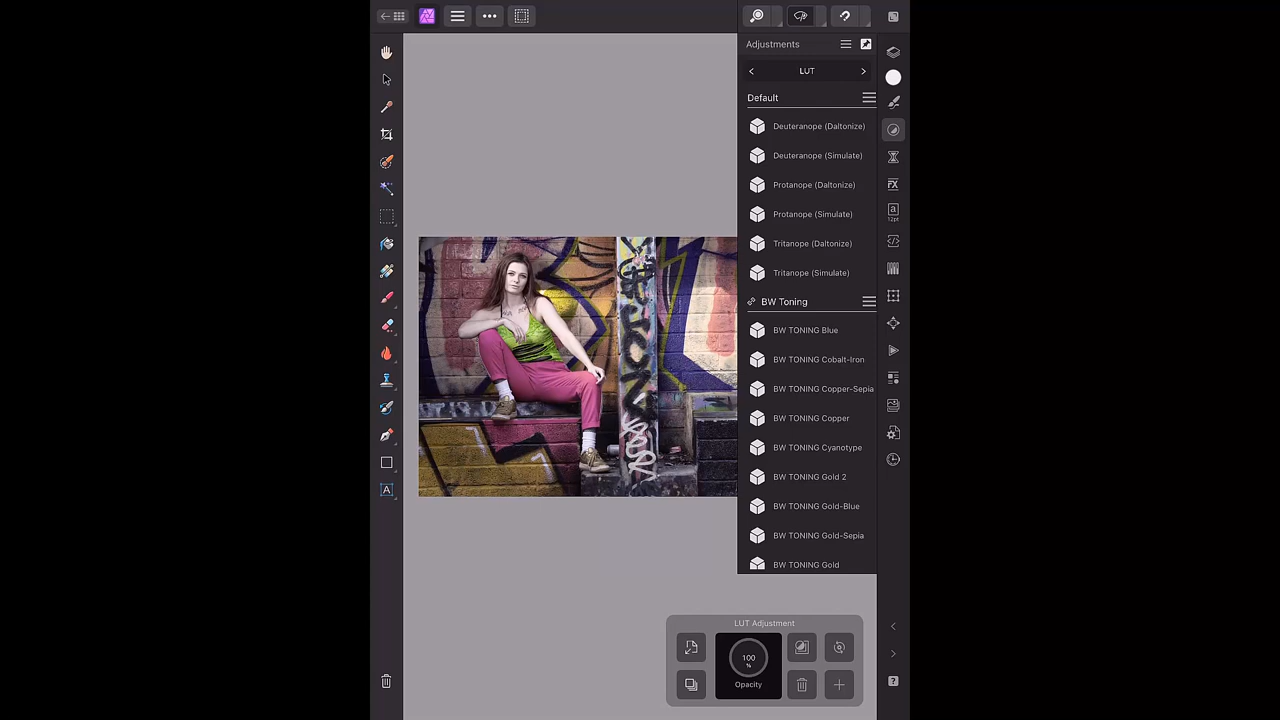 Adjustments
LUT
Default
Deuteranope (Daltonize)
Deuteranope (Simulate)
Protanope (Daltonize)
Protanope (Simulate)
Tritanope (Daltonize)
Tritanope (Simulate)
BW Toning
BW TONING Blue
BW TONING Cobalt-Iron
BW TONING Copper-Sepia
BW TONING Copper
BW TONING Cyanotype
BW TONING Gold 2
BW TONING Gold-Blue
BW TONING Gold-Sepia
BW TONING Gold
LUT Adjustment
100
%
Opacity
FX
a
12pt
A
?